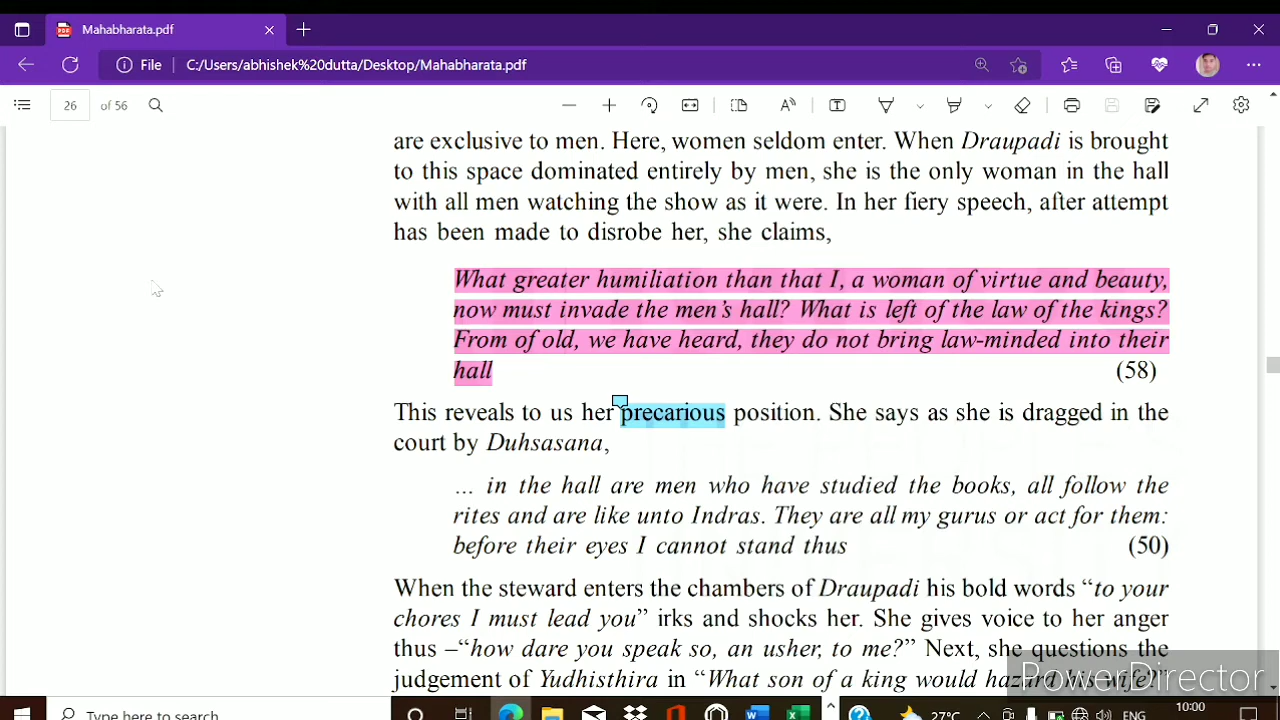 Mahabharata.pdf
File C:/Users/abhishek%20dutta/Desktop/Mahabharata.pdf
26 of 56
are exclusive to men. Here, women seldom enter. When Draupadi is brought
to this space dominated entirely by men, she is the only woman in the hall
with all men watching the show as it were. In her fiery speech, after attempt
has been made to disrobe her, she claims,
What greater humiliation than that I, a woman of virtue and beauty,
now must invade the men's hall? What is left of the law of the kings?
From of old, we have heard, they do not bring law-minded into their
hall (58)
This reveals to us her precarious position. She says as she is dragged in the
court by Duhsasana,
... in the hall are men who have studied the books, all follow the
rites and are like unto Indras. They are all my gurus or act for them:
before their eyes I cannot stand thus (50)
When the steward enters the chambers of Draupadi his bold words “to your
chores I must lead you” irks and shocks her. She gives voice to her anger
thus –“how dare you speak so, an usher, to me?” Next, she questions the
judgement of Yudhisthira in “What son of a king would hazard his wife?”
PowerDirector
Type here to search
27°C ENG 10:00